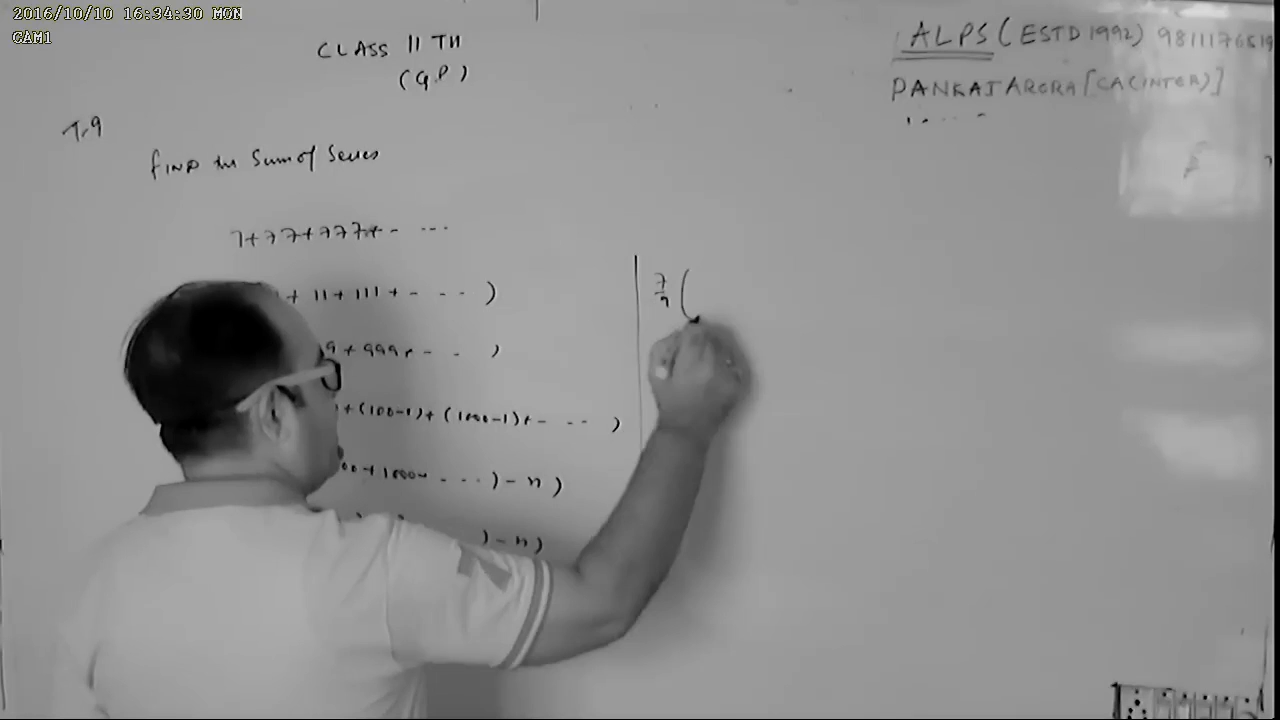 2016/10/10 16:34:30 MON
CAM1
CLASS 11 TH
(G.P)
ALPS (ESTD 1992) 9811176519
PANKAJ ARORA [CA(INTER)]
T.9
FIND the Sum of Series
7+77+777+- ...
+ 11 + 111 + - - - )
9 + 999+ - - - )
+(100-1)+(1000-1)+- - - )
00+1000+ - - - ) - n )
) - n )
7/9 (